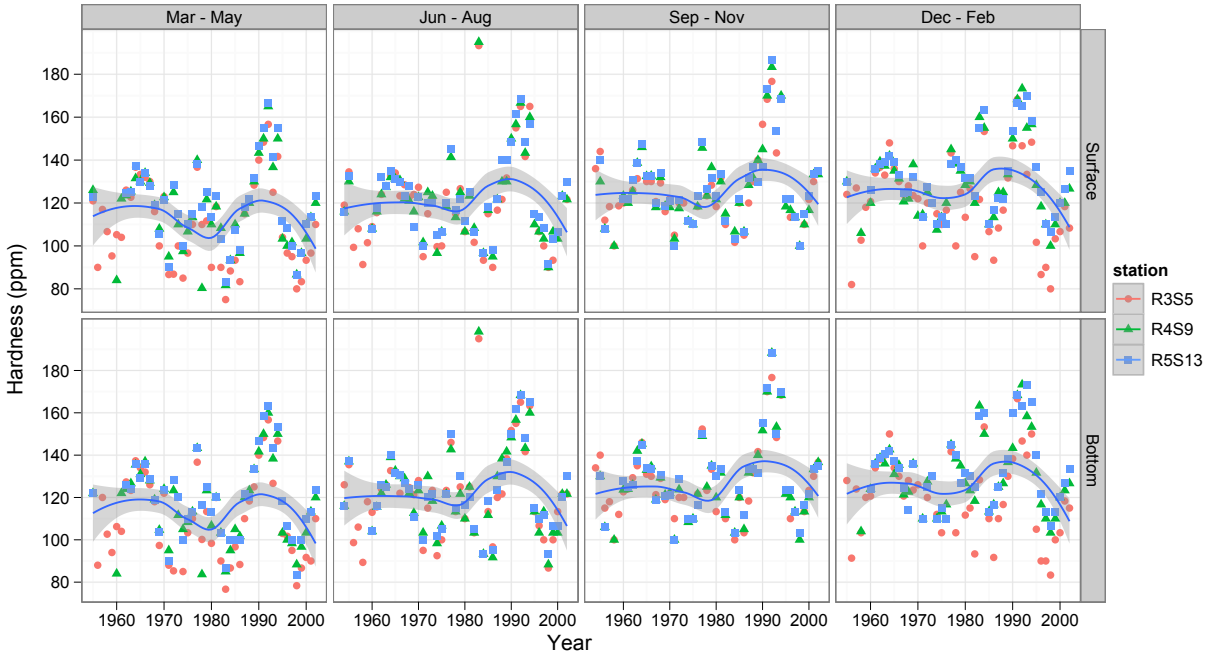 Mar - May Jun - Aug Sep - Nov Dec - Feb
180
160
140
120
100
80
Surface
180
160
140
120
100
80
Bottom
Hardness (ppm)
1960 1970 1980 1990 2000 1960 1970 1980 1990 2000 1960 1970 1980 1990 2000 1960 1970 1980 1990 2000
Year
station
R3S5
R4S9
R5S13